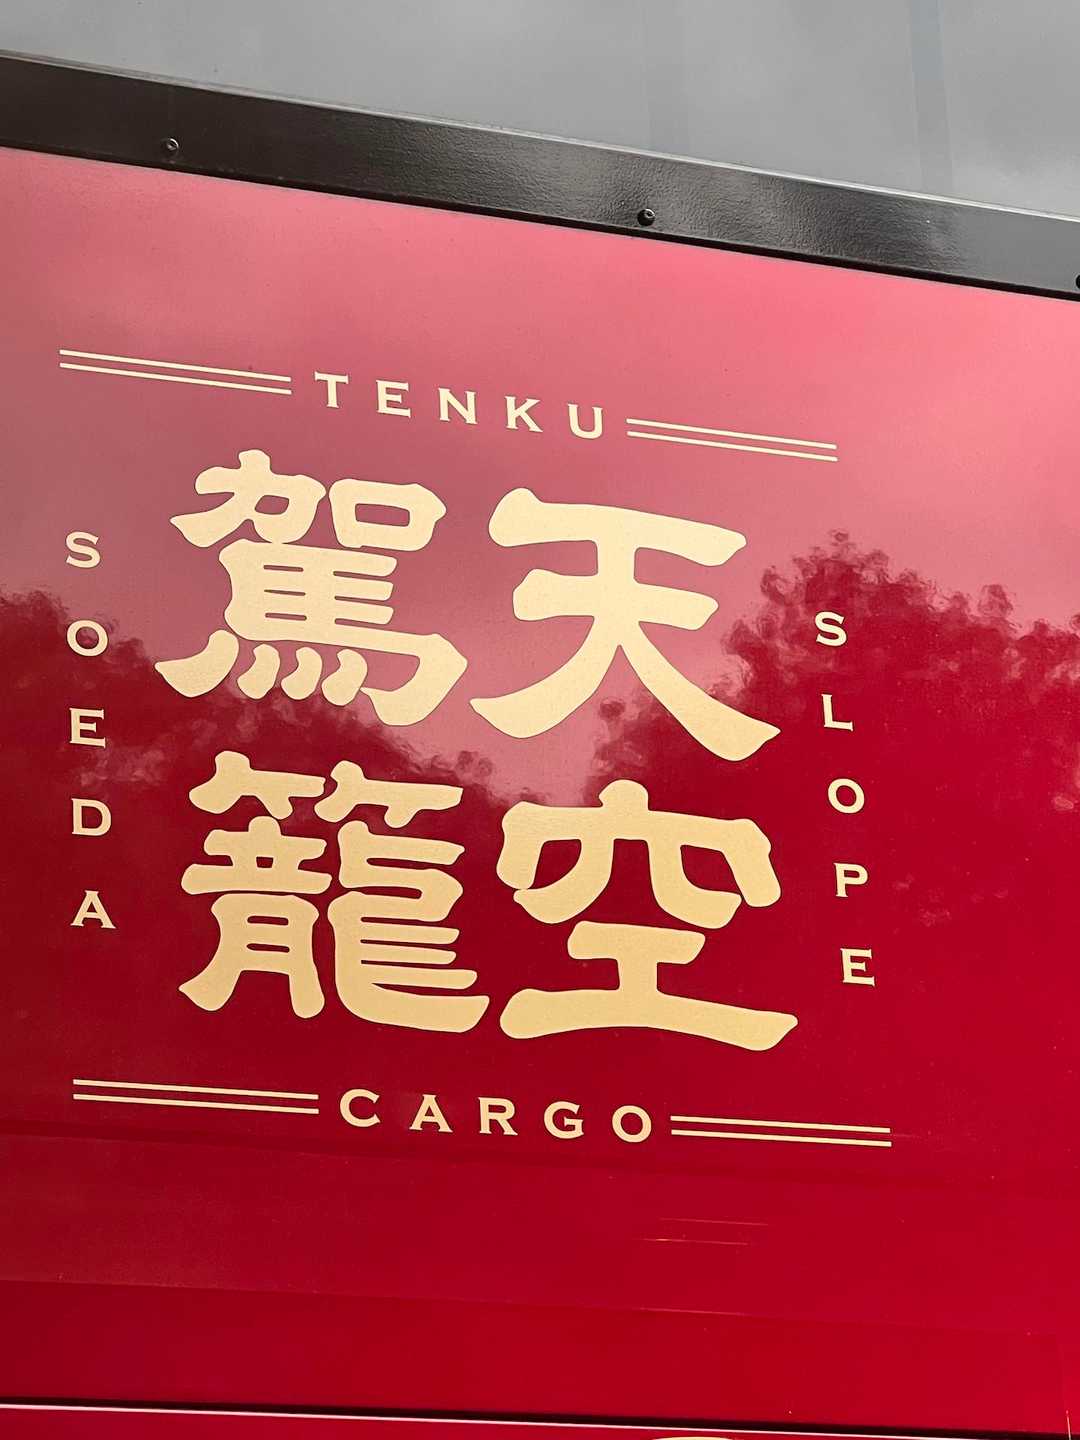 TENKU
天空
駕籠
SOEDA
SLOPE
CARGO